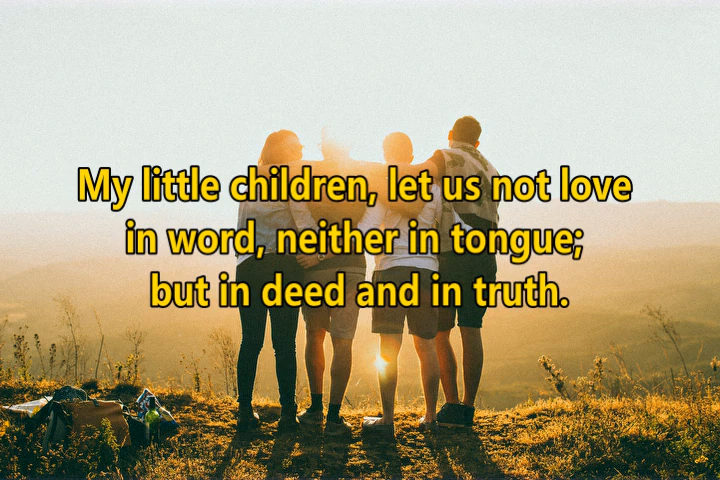 My little children, let us not love
in word, neither in tongue;
but in deed and in truth.